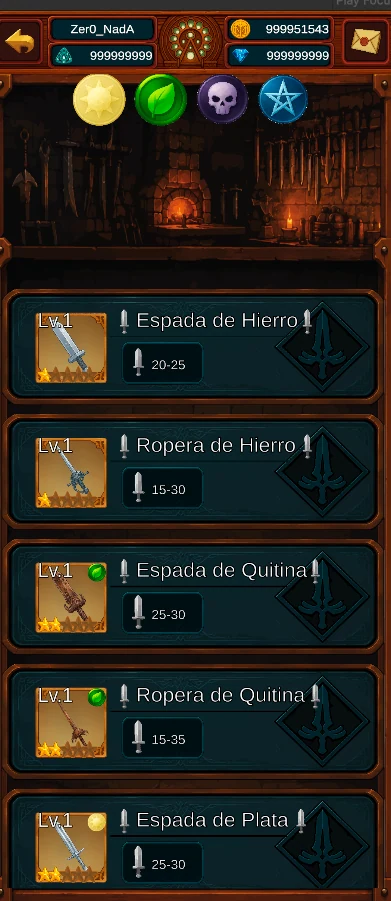 Play Focu
Zer0_NadA
999951543
999999999
999999999
Lv.1
Espada de Hierro
20-25
Lv.1
Ropera de Hierro
15-30
Lv.1
Espada de Quitina
25-30
Lv.1
Ropera de Quitina
15-35
Lv.1
Espada de Plata
25-30